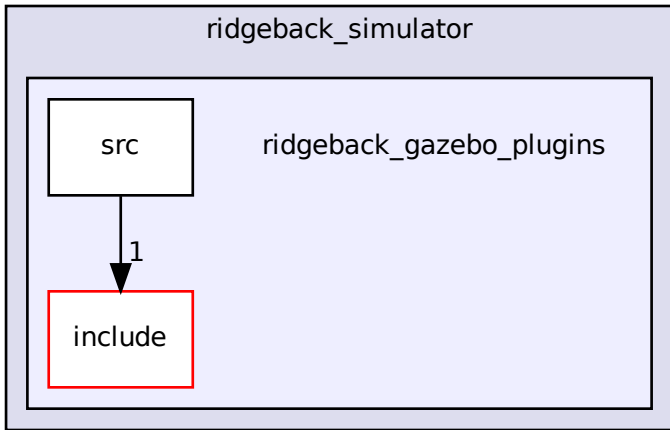 ridgeback_simulator
src
ridgeback_gazebo_plugins
1
include